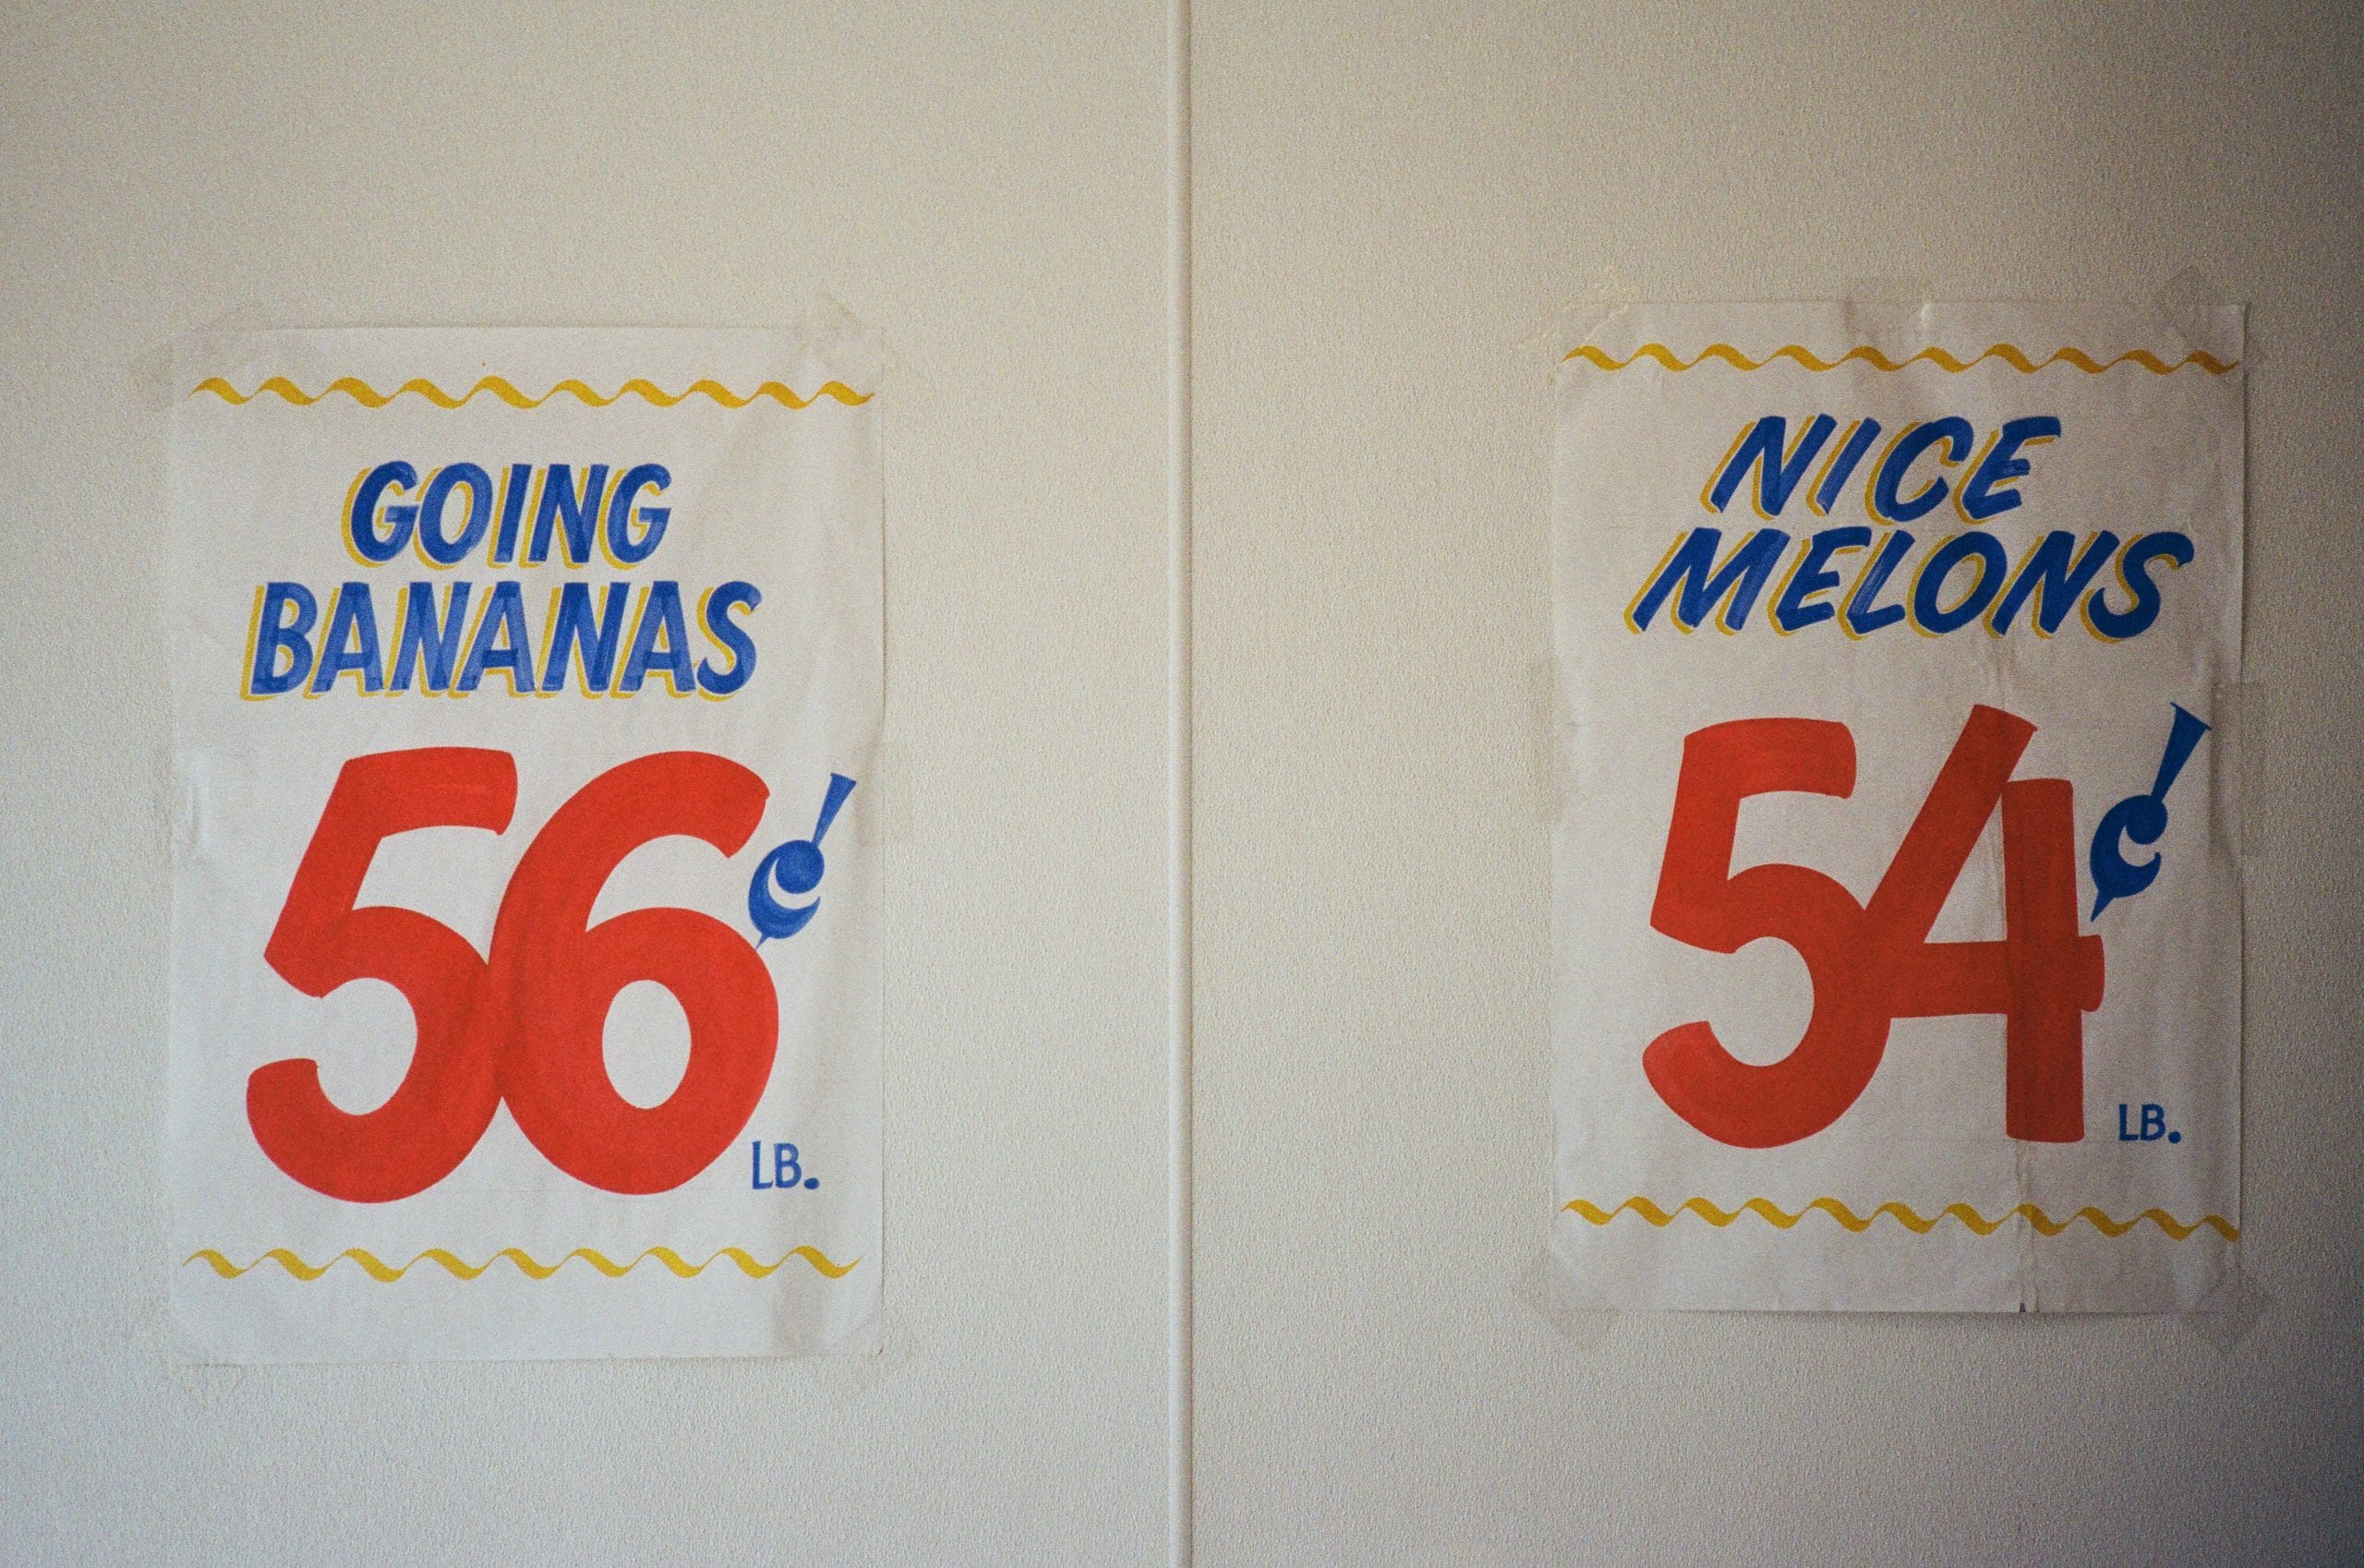 GOING
BANANAS
56¢
LB.
NICE
MELONS
54¢
LB.